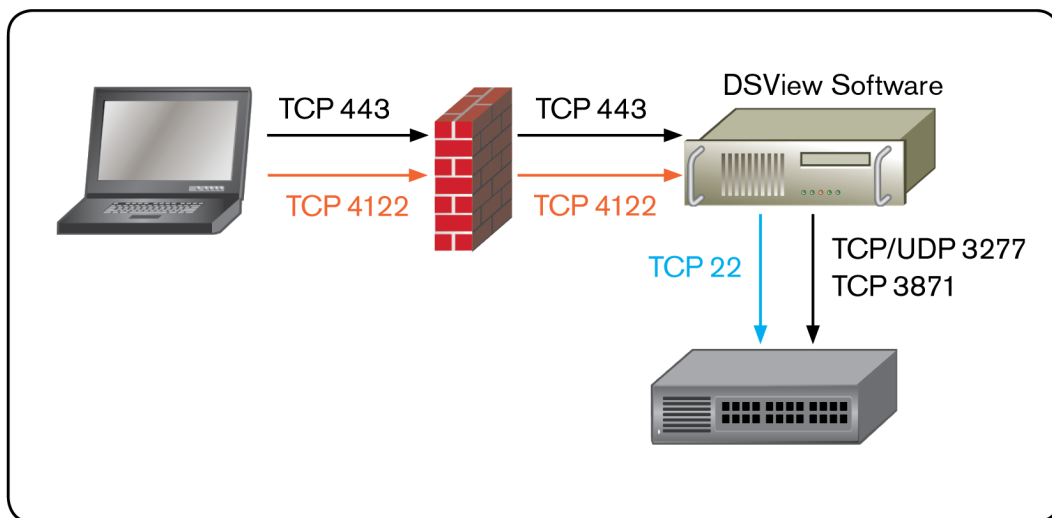 DSView Software
TCP 443
TCP 443
TCP 4122
TCP 4122
TCP 22
TCP/UDP 3277
TCP 3871